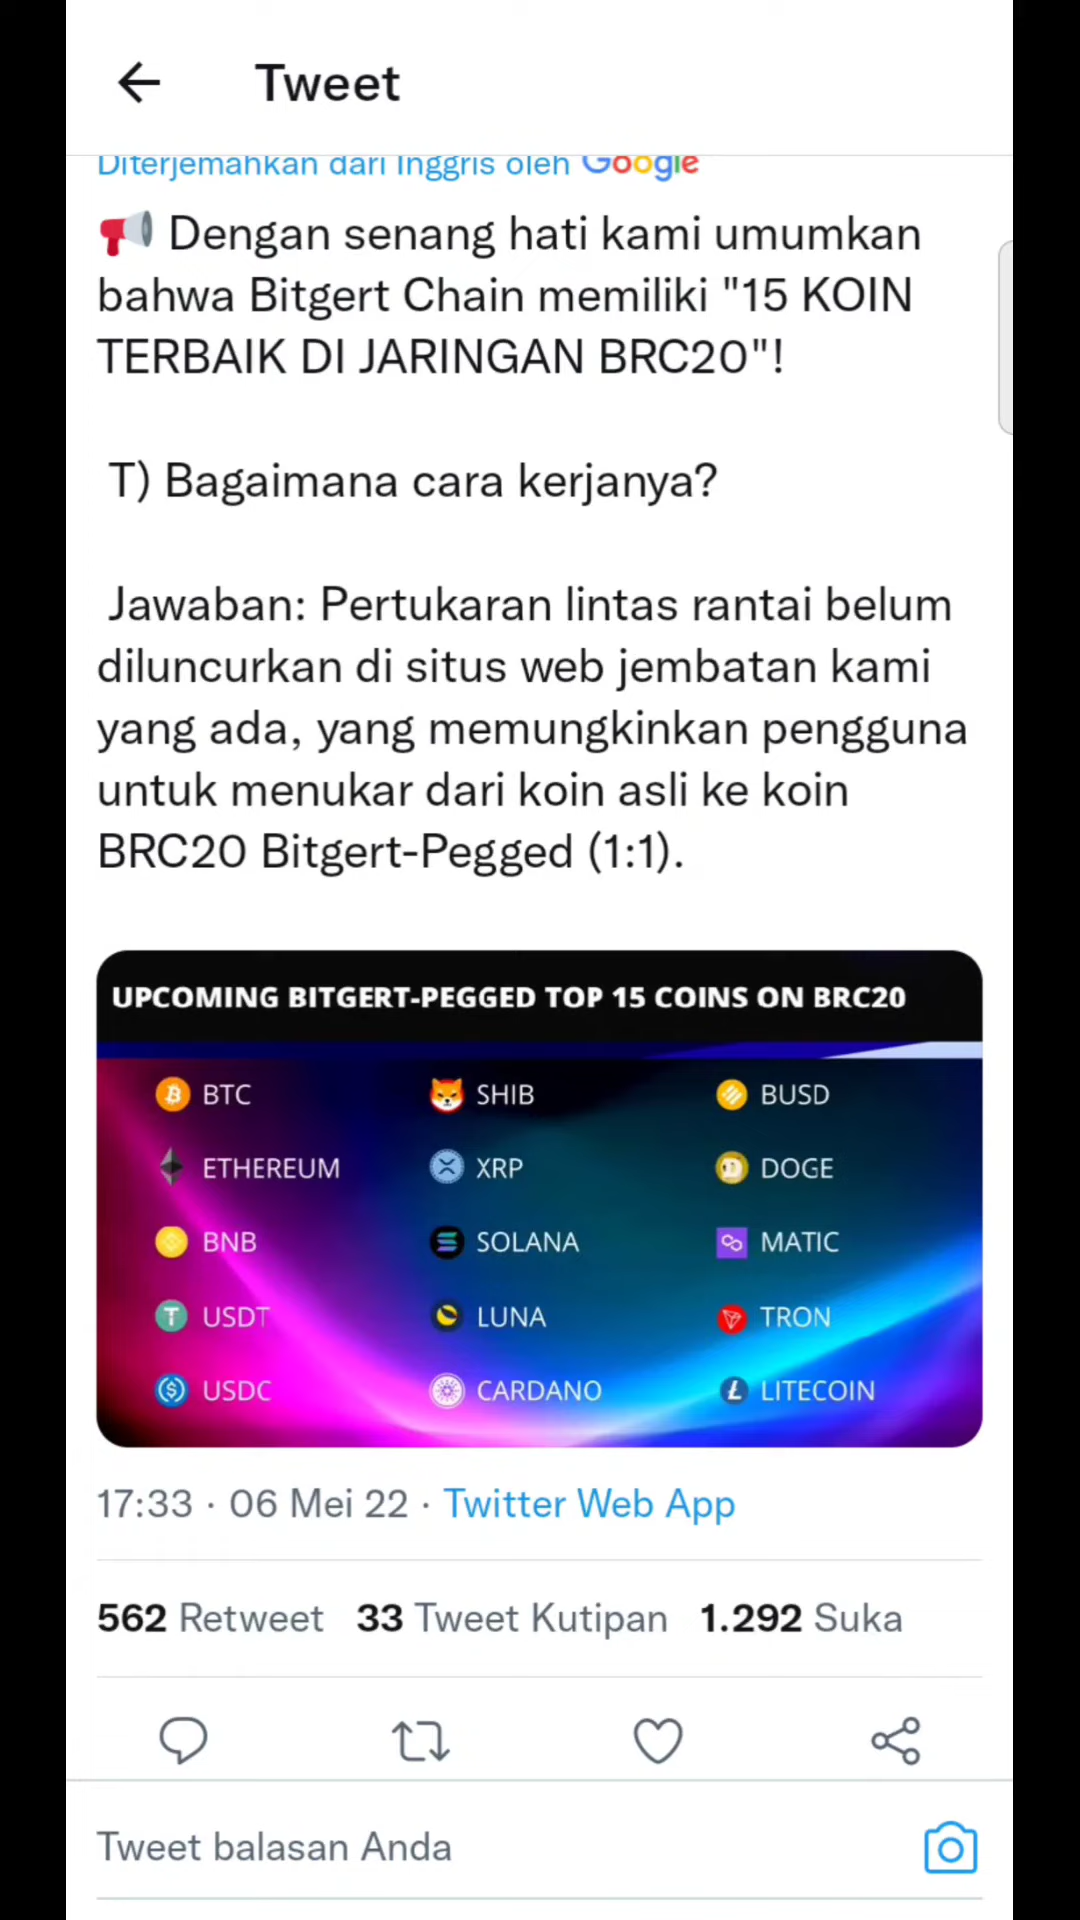 Tweet
Diterjemahkan dari Inggris oleh Google
📢 Dengan senang hati kami umumkan
bahwa Bitgert Chain memiliki "15 KOIN
TERBAIK DI JARINGAN BRC20"!
T) Bagaimana cara kerjanya?
Jawaban: Pertukaran lintas rantai belum
diluncurkan di situs web jembatan kami
yang ada, yang memungkinkan pengguna
untuk menukar dari koin asli ke koin
BRC20 Bitgert-Pegged (1:1).
UPCOMING BITGERT-PEGGED TOP 15 COINS ON BRC20
BTC SHIB BUSD
ETHEREUM XRP DOGE
BNB SOLANA MATIC
USDT LUNA TRON
USDC CARDANO LITECOIN
17:33 · 06 Mei 22 · Twitter Web App
562 Retweet 33 Tweet Kutipan 1.292 Suka
Tweet balasan Anda